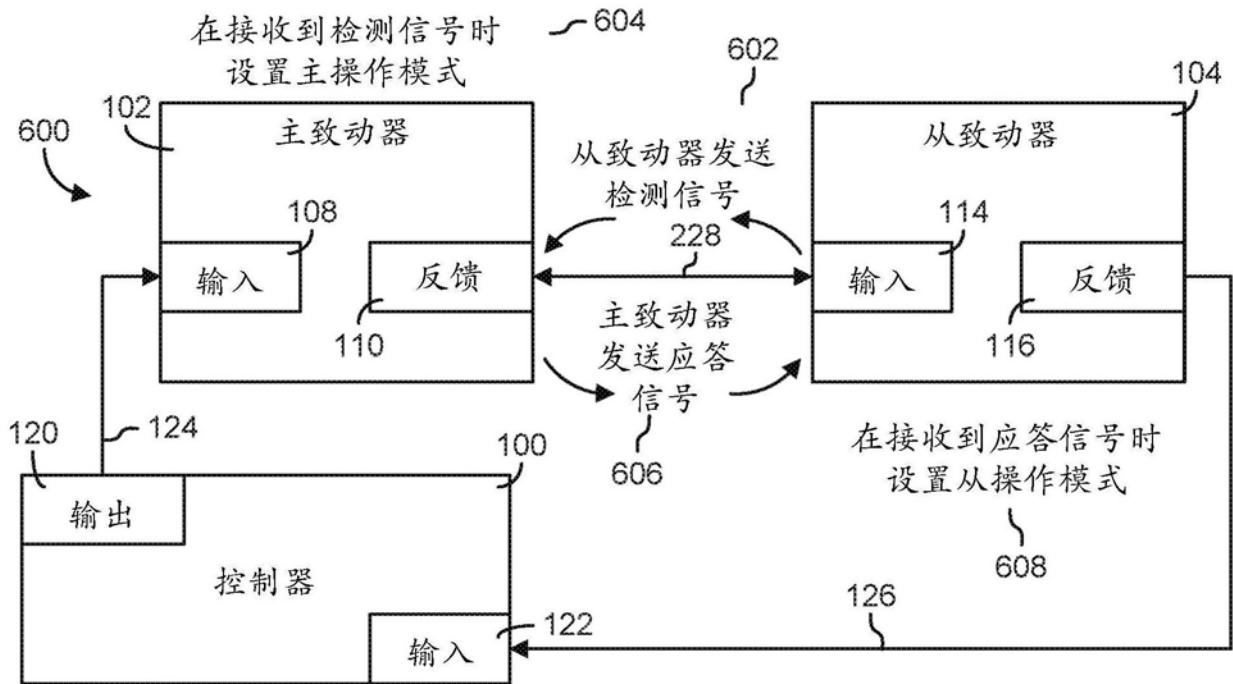 在接收到检测信号时
设置主操作模式
604
602
600
102
主致动器
108
输入
反馈
110
从致动器发送
检测信号
228
主致动器
发送应答
信号
606
104
从致动器
114
输入
反馈
116
在接收到应答信号时
设置从操作模式
608
124
120
输出
100
控制器
输入
122
126